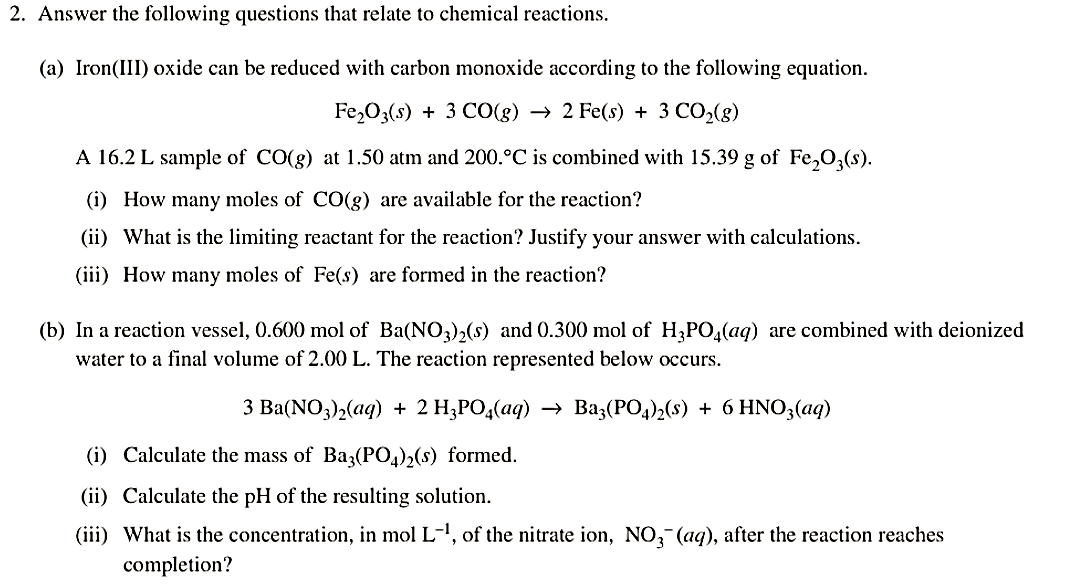 2. Answer the following questions that relate to chemical reactions.
(a) Iron(III) oxide can be reduced with carbon monoxide according to the following equation.
Fe₂O₃(s) + 3 CO(g) → 2 Fe(s) + 3 CO₂(g)
A 16.2 L sample of CO(g) at 1.50 atm and 200.°C is combined with 15.39 g of Fe₂O₃(s).
(i) How many moles of CO(g) are available for the reaction?
(ii) What is the limiting reactant for the reaction? Justify your answer with calculations.
(iii) How many moles of Fe(s) are formed in the reaction?
(b) In a reaction vessel, 0.600 mol of Ba(NO₃)₂(s) and 0.300 mol of H₃PO₄(aq) are combined with deionized
water to a final volume of 2.00 L. The reaction represented below occurs.
3 Ba(NO₃)₂(aq) + 2 H₃PO₄(aq) → Ba₃(PO₄)₂(s) + 6 HNO₃(aq)
(i) Calculate the mass of Ba₃(PO₄)₂(s) formed.
(ii) Calculate the pH of the resulting solution.
(iii) What is the concentration, in mol L⁻¹, of the nitrate ion, NO₃⁻(aq), after the reaction reaches
completion?